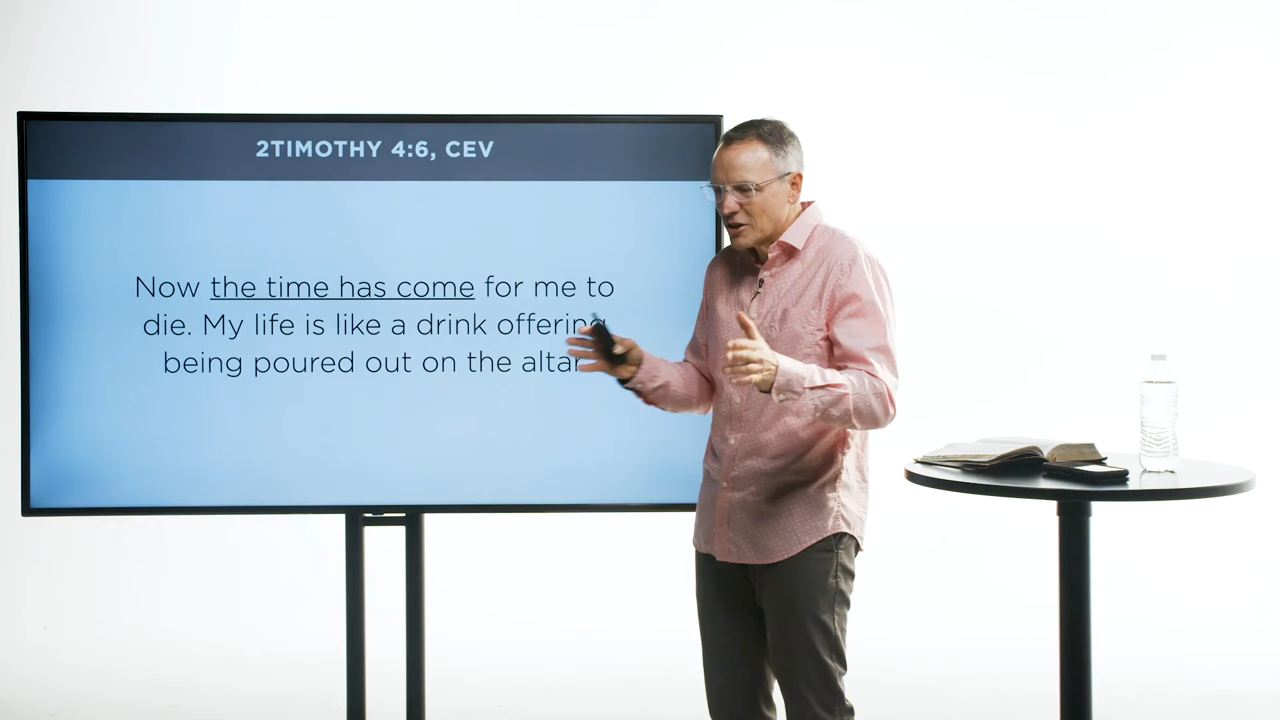 2TIMOTHY 4:6, CEV
Now the time has come for me to
die. My life is like a drink offering
being poured out on the altar